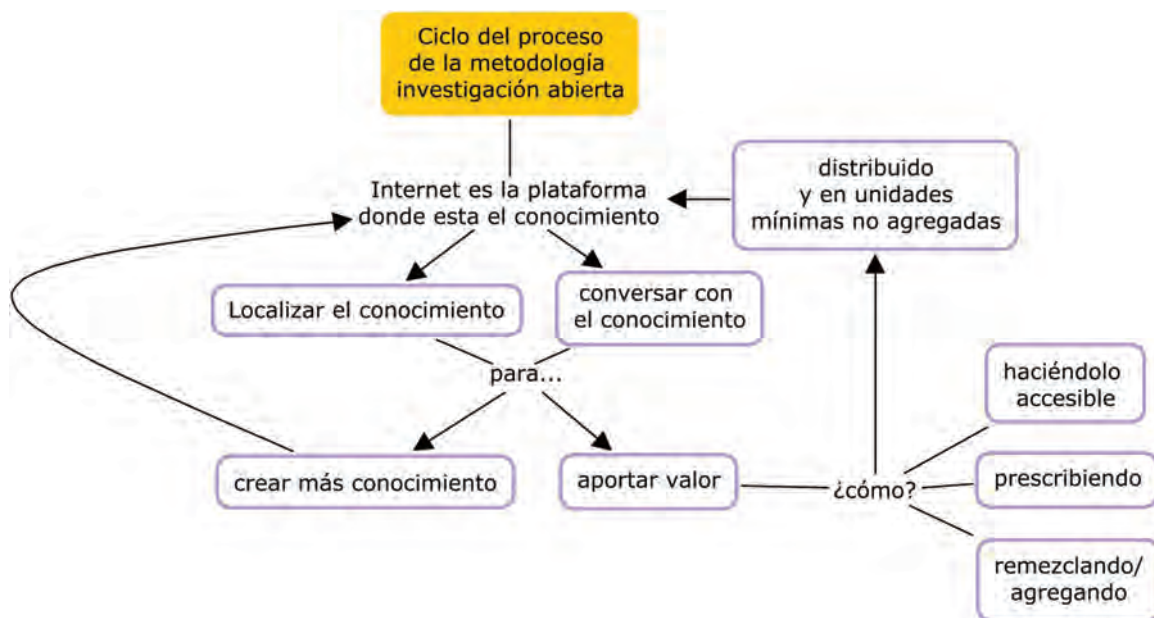 Ciclo del proceso
de la metodología
investigación abierta
Internet es la plataforma
donde esta el conocimiento
distribuido
y en unidades
mínimas no agregadas
Localizar el conocimiento
conversar con
el conocimiento
para...
crear más conocimiento
aportar valor
¿cómo?
haciéndolo
accesible
prescribiendo
remezclando/
agregando